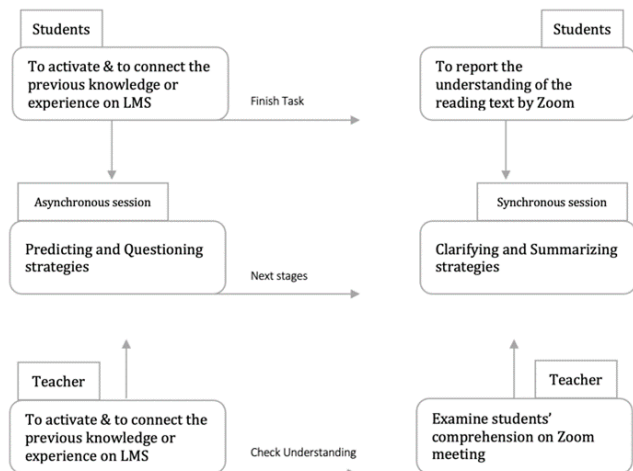 Students
Students
To activate & to connect the
previous knowledge or
experience on LMS
Finish Task
To report the
understanding of the
reading text by Zoom
Asynchronous session
Synchronous session
Predicting and Questioning
strategies
Next stages
Clarifying and Summarizing
strategies
Teacher
Teacher
To activate & to connect the
previous knowledge or
experience on LMS
Check Understanding
Examine students’
comprehension on Zoom
meeting